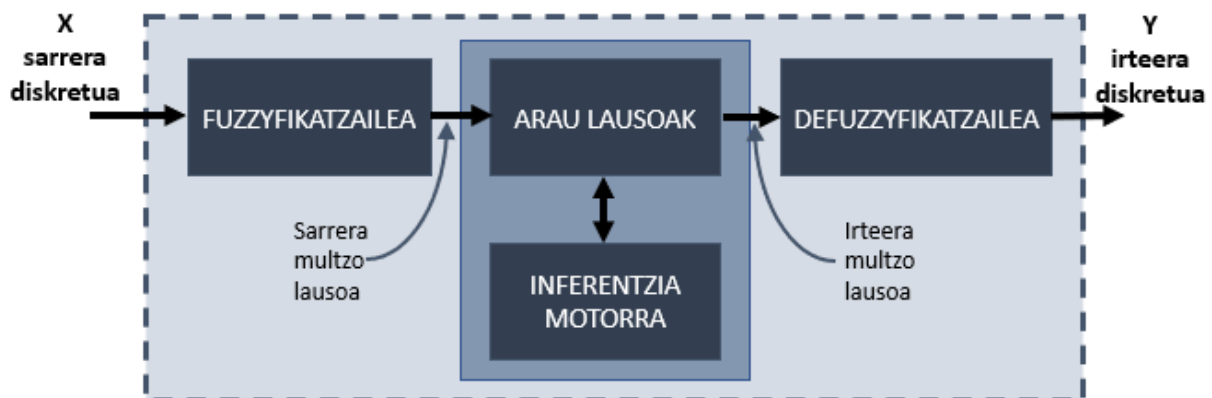 X
sarrera
diskretua
FUZZYFIKATZAILEA
ARAU LAUSOAK
DEFUZZYFIKATZAILEA
Y
irteera
diskretua
Sarrera
multzo
lausoa
INFERENTZIA
MOTORRA
Irteera
multzo
lausoa